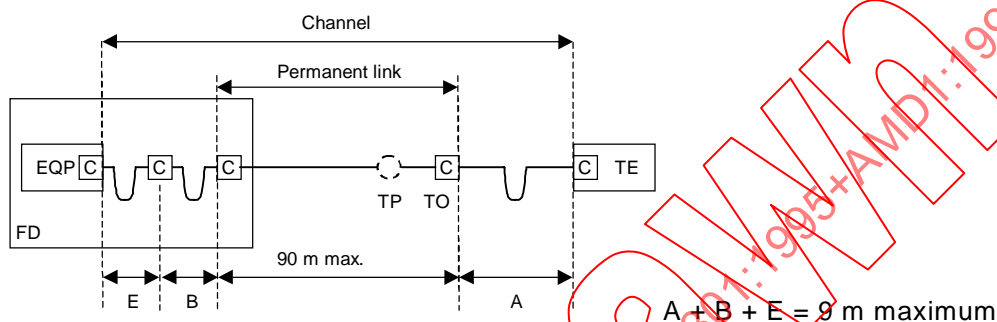 Channel
Permanent link
EQP C C C C C TE
TP TO
FD
90 m max.
E B A
A + B + E = 9 m maximum